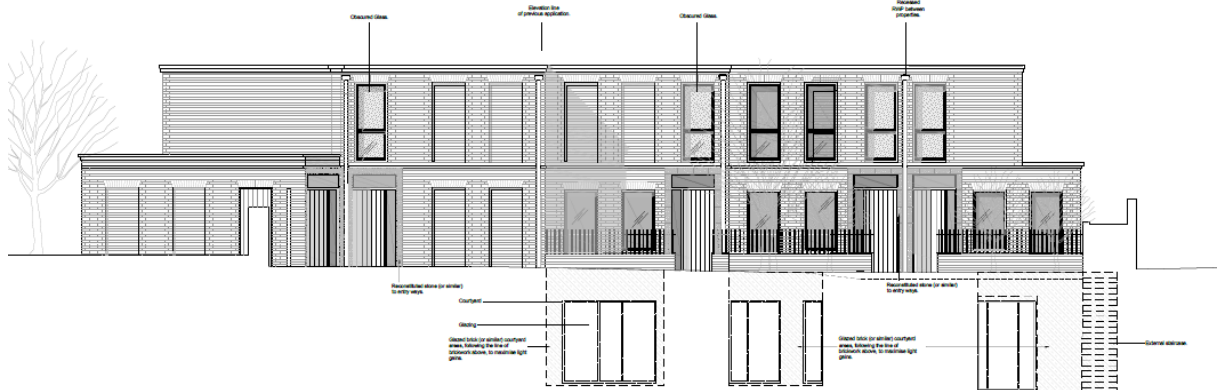 Obscured Glass.
Elevation line
of previous application.
Obscured Glass.
Recessed
RWP between
properties.
Reconstituted stone (or similar)
to entry ways.
Reconstituted stone (or similar)
to entry ways.
Courtyard
Glazing
Glazed brick (or similar) courtyard
areas, following the line of
brickwork above, to maximise light
gains.
Glazed brick (or similar) courtyard
areas, following the line of
brickwork above, to maximise light
gains.
External staircase.